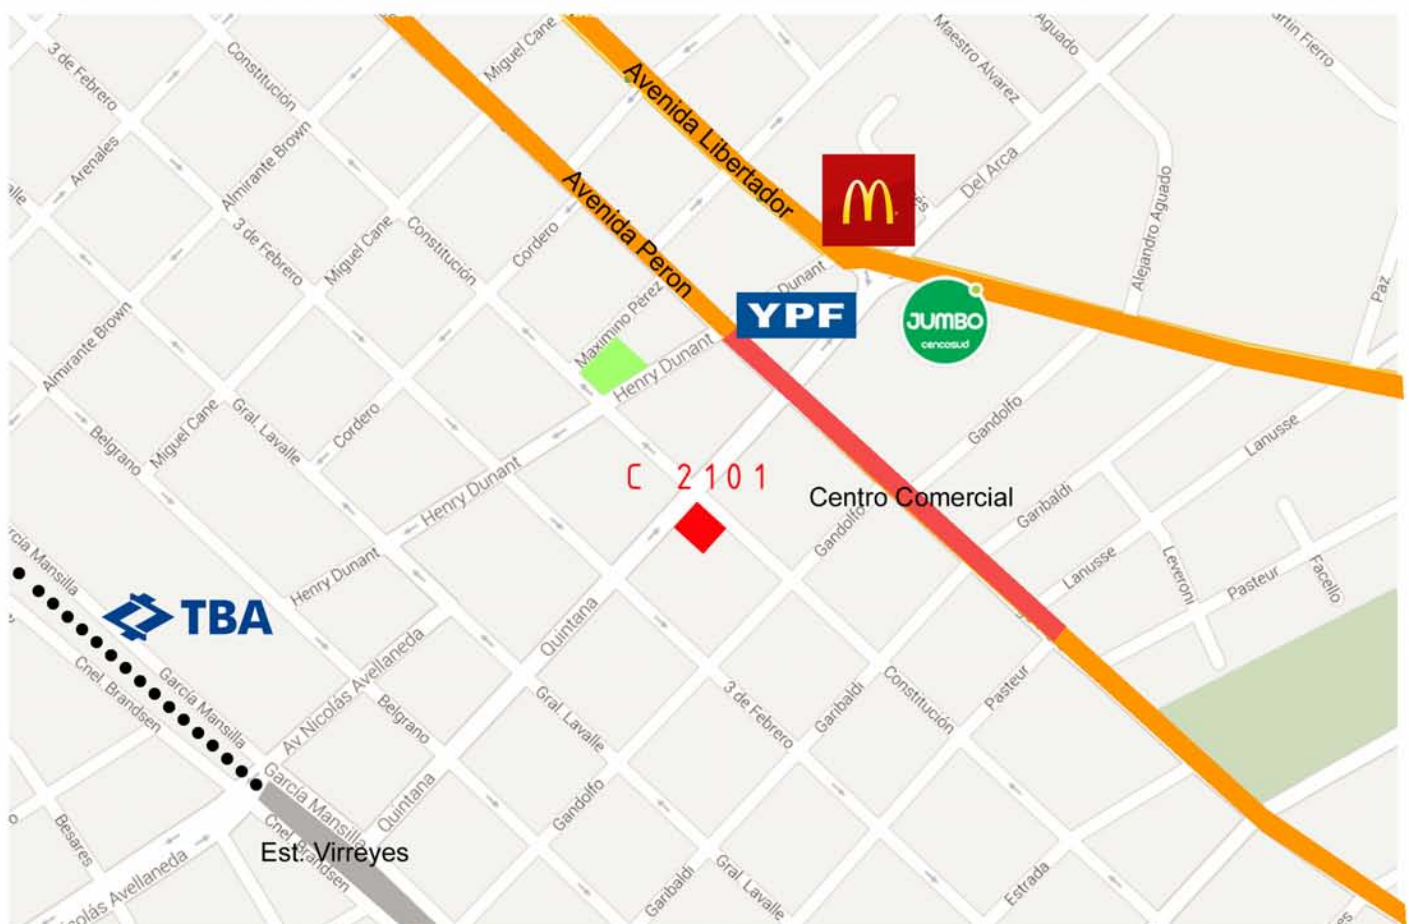 Aguado
Martin Fierro
Miguel Cane
Maestro Alvarez
Constitución
3 de Febrero
Avenida Libertador
Arenales
Almirante Brown
Del Arca
Avenida Peron
Alejandro Aguado
3 de Febrero
Miguel Cane
Constitución
Cordero
Dunant
Paz
Maximino Pérez
YPF
JUMBO
cencosud
Almirante Brown
Henry Dunant
Gral. Lavalle
Cordero
Miguel Cane
Belgrano
Gandolfo
Lanusse
C 2101
Centro Comercial
Henry Dunant
Garibaldi
Gandolfo
García Mansilla
Henry Dunant
Lanusse
Leveroni
Pasteur
Facello
TBA
Quintana
Cnel. Brandsen
García Mansilla
Av Nicolás Avellaneda
Belgrano
Gral. Lavalle
3 de Febrero
Garibaldi
Constitución
Pasteur
García Mansilla
Quintana
Gandolfo
Besares
Est. Virreyes
Cnel. Brandsen
Nicolás Avellaneda
Garibaldi
Gral. Lavalle
Estrada